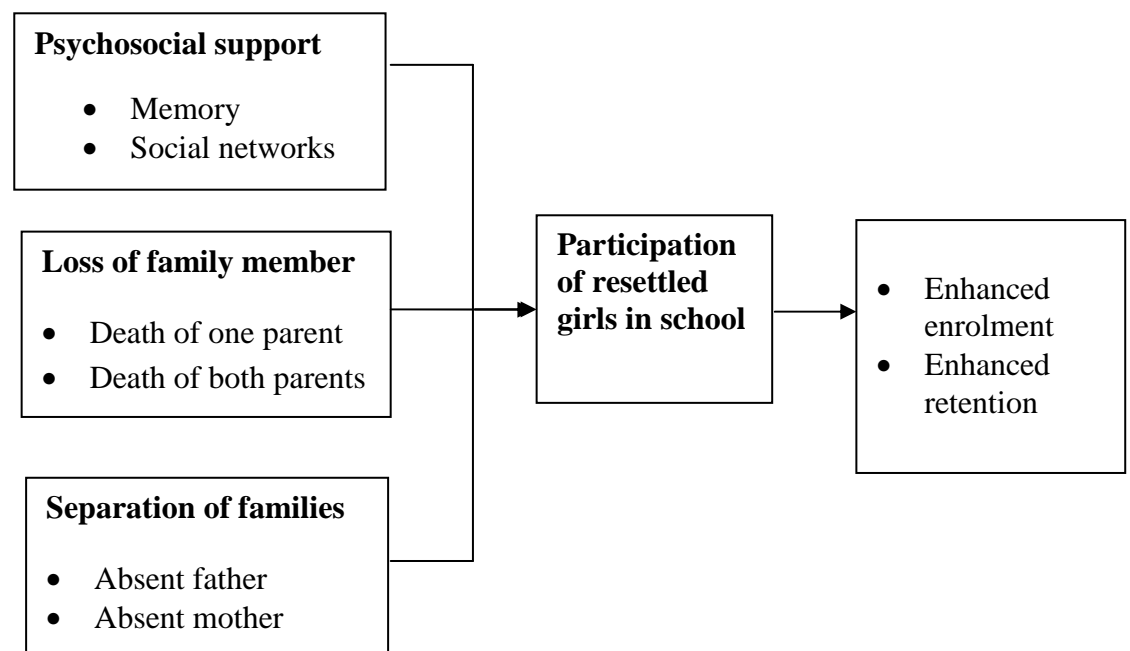 Psychosocial support
• Memory
• Social networks
Loss of family member
• Death of one parent
• Death of both parents
Separation of families
• Absent father
• Absent mother
Participation
of resettled
girls in school
• Enhanced
enrolment
• Enhanced
retention